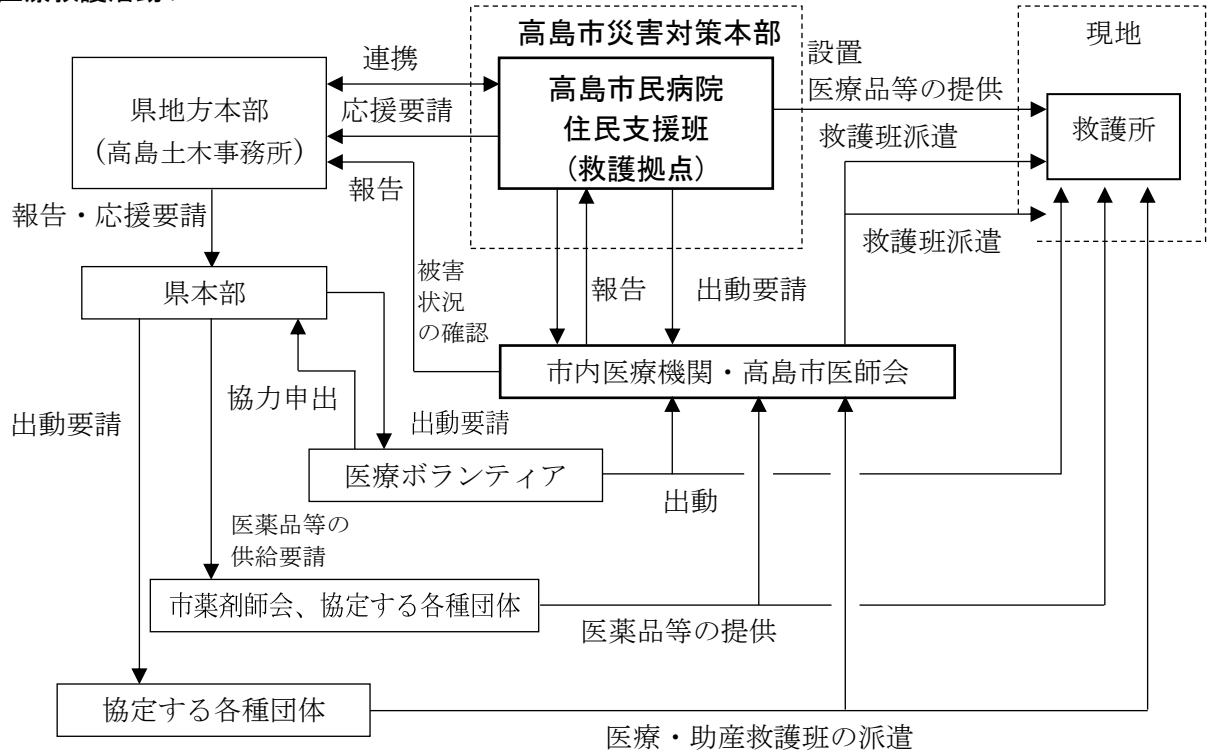 高島市災害対策本部
現地
連携
設置
県地方本部
(高島土木事務所)
応援要請
高島市民病院
住民支援班
(救護拠点)
医療品等の提供
救護所
救護班派遣
報告
報告・応援要請
救護班派遣
県本部
被害
状況
の確認
報告
出動要請
市内医療機関・高島市医師会
協力申出
出動要請
出動要請
医療ボランティア
出動
医薬品等の
供給要請
市薬剤師会、協定する各種団体
医薬品等の提供
協定する各種団体
医療・助産救護班の派遣